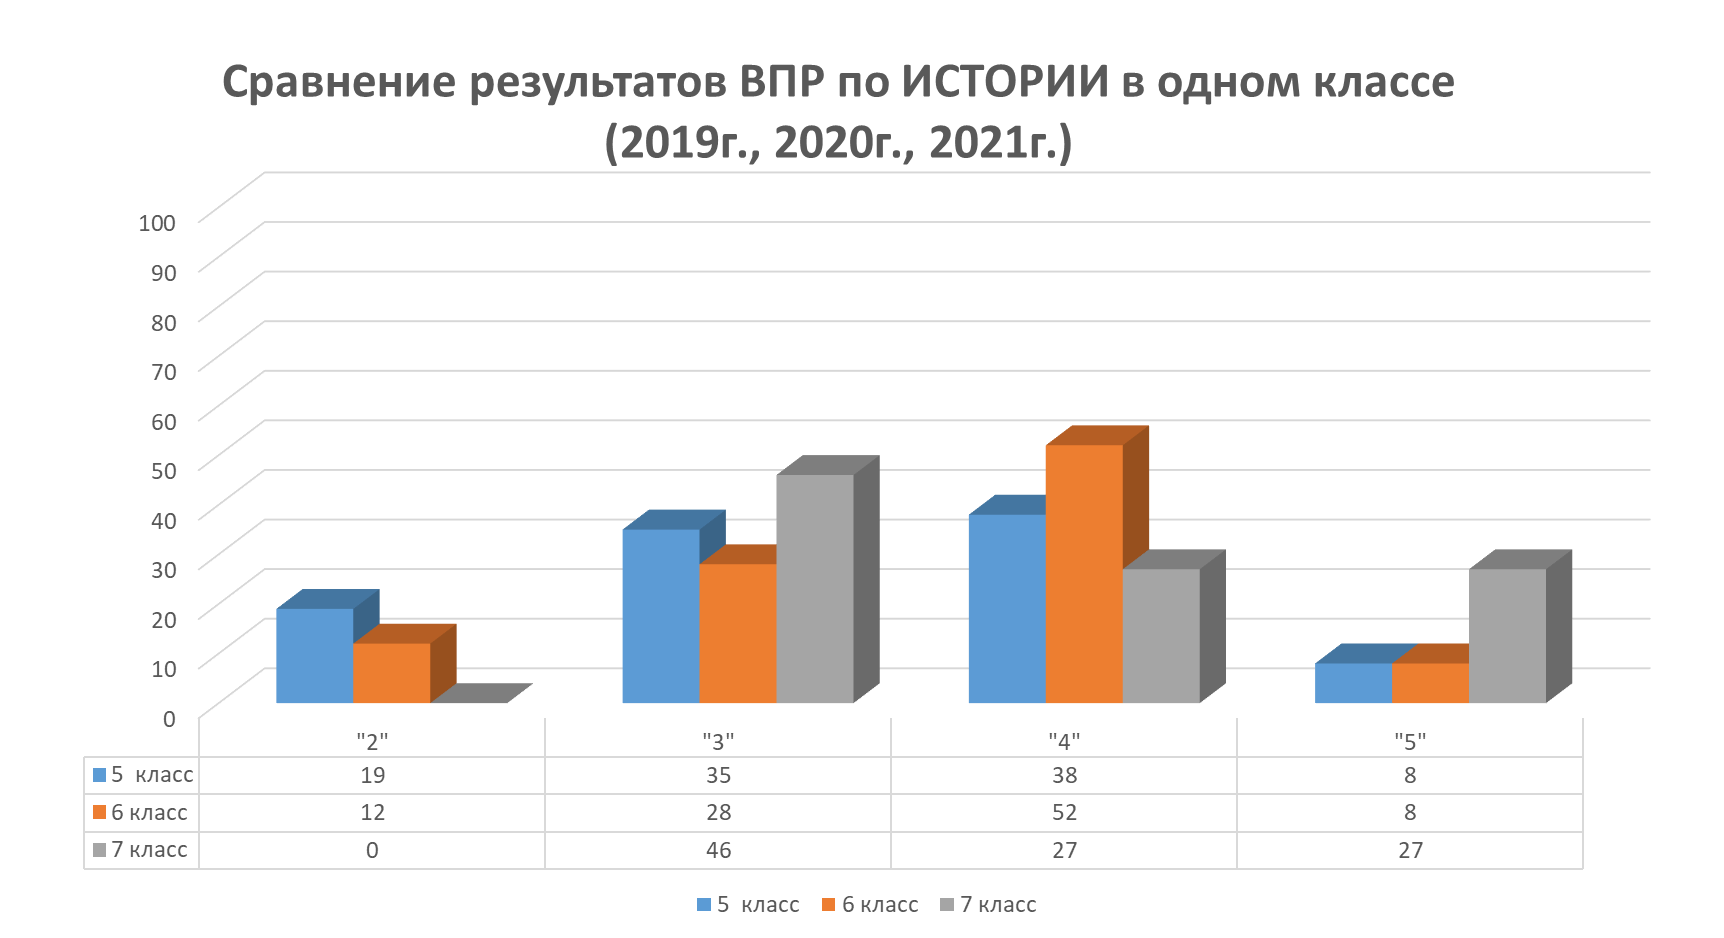 Сравнение результатов ВПР по ИСТОРИИ в одном классе
(2019г., 2020г., 2021г.)
100
90
80
70
60
50
40
30
20
10
0
"2" "3" "4" "5"
5  класс 19 35 38 8
6 класс 12 28 52 8
7 класс 0 46 27 27
5  класс 6 класс 7 класс